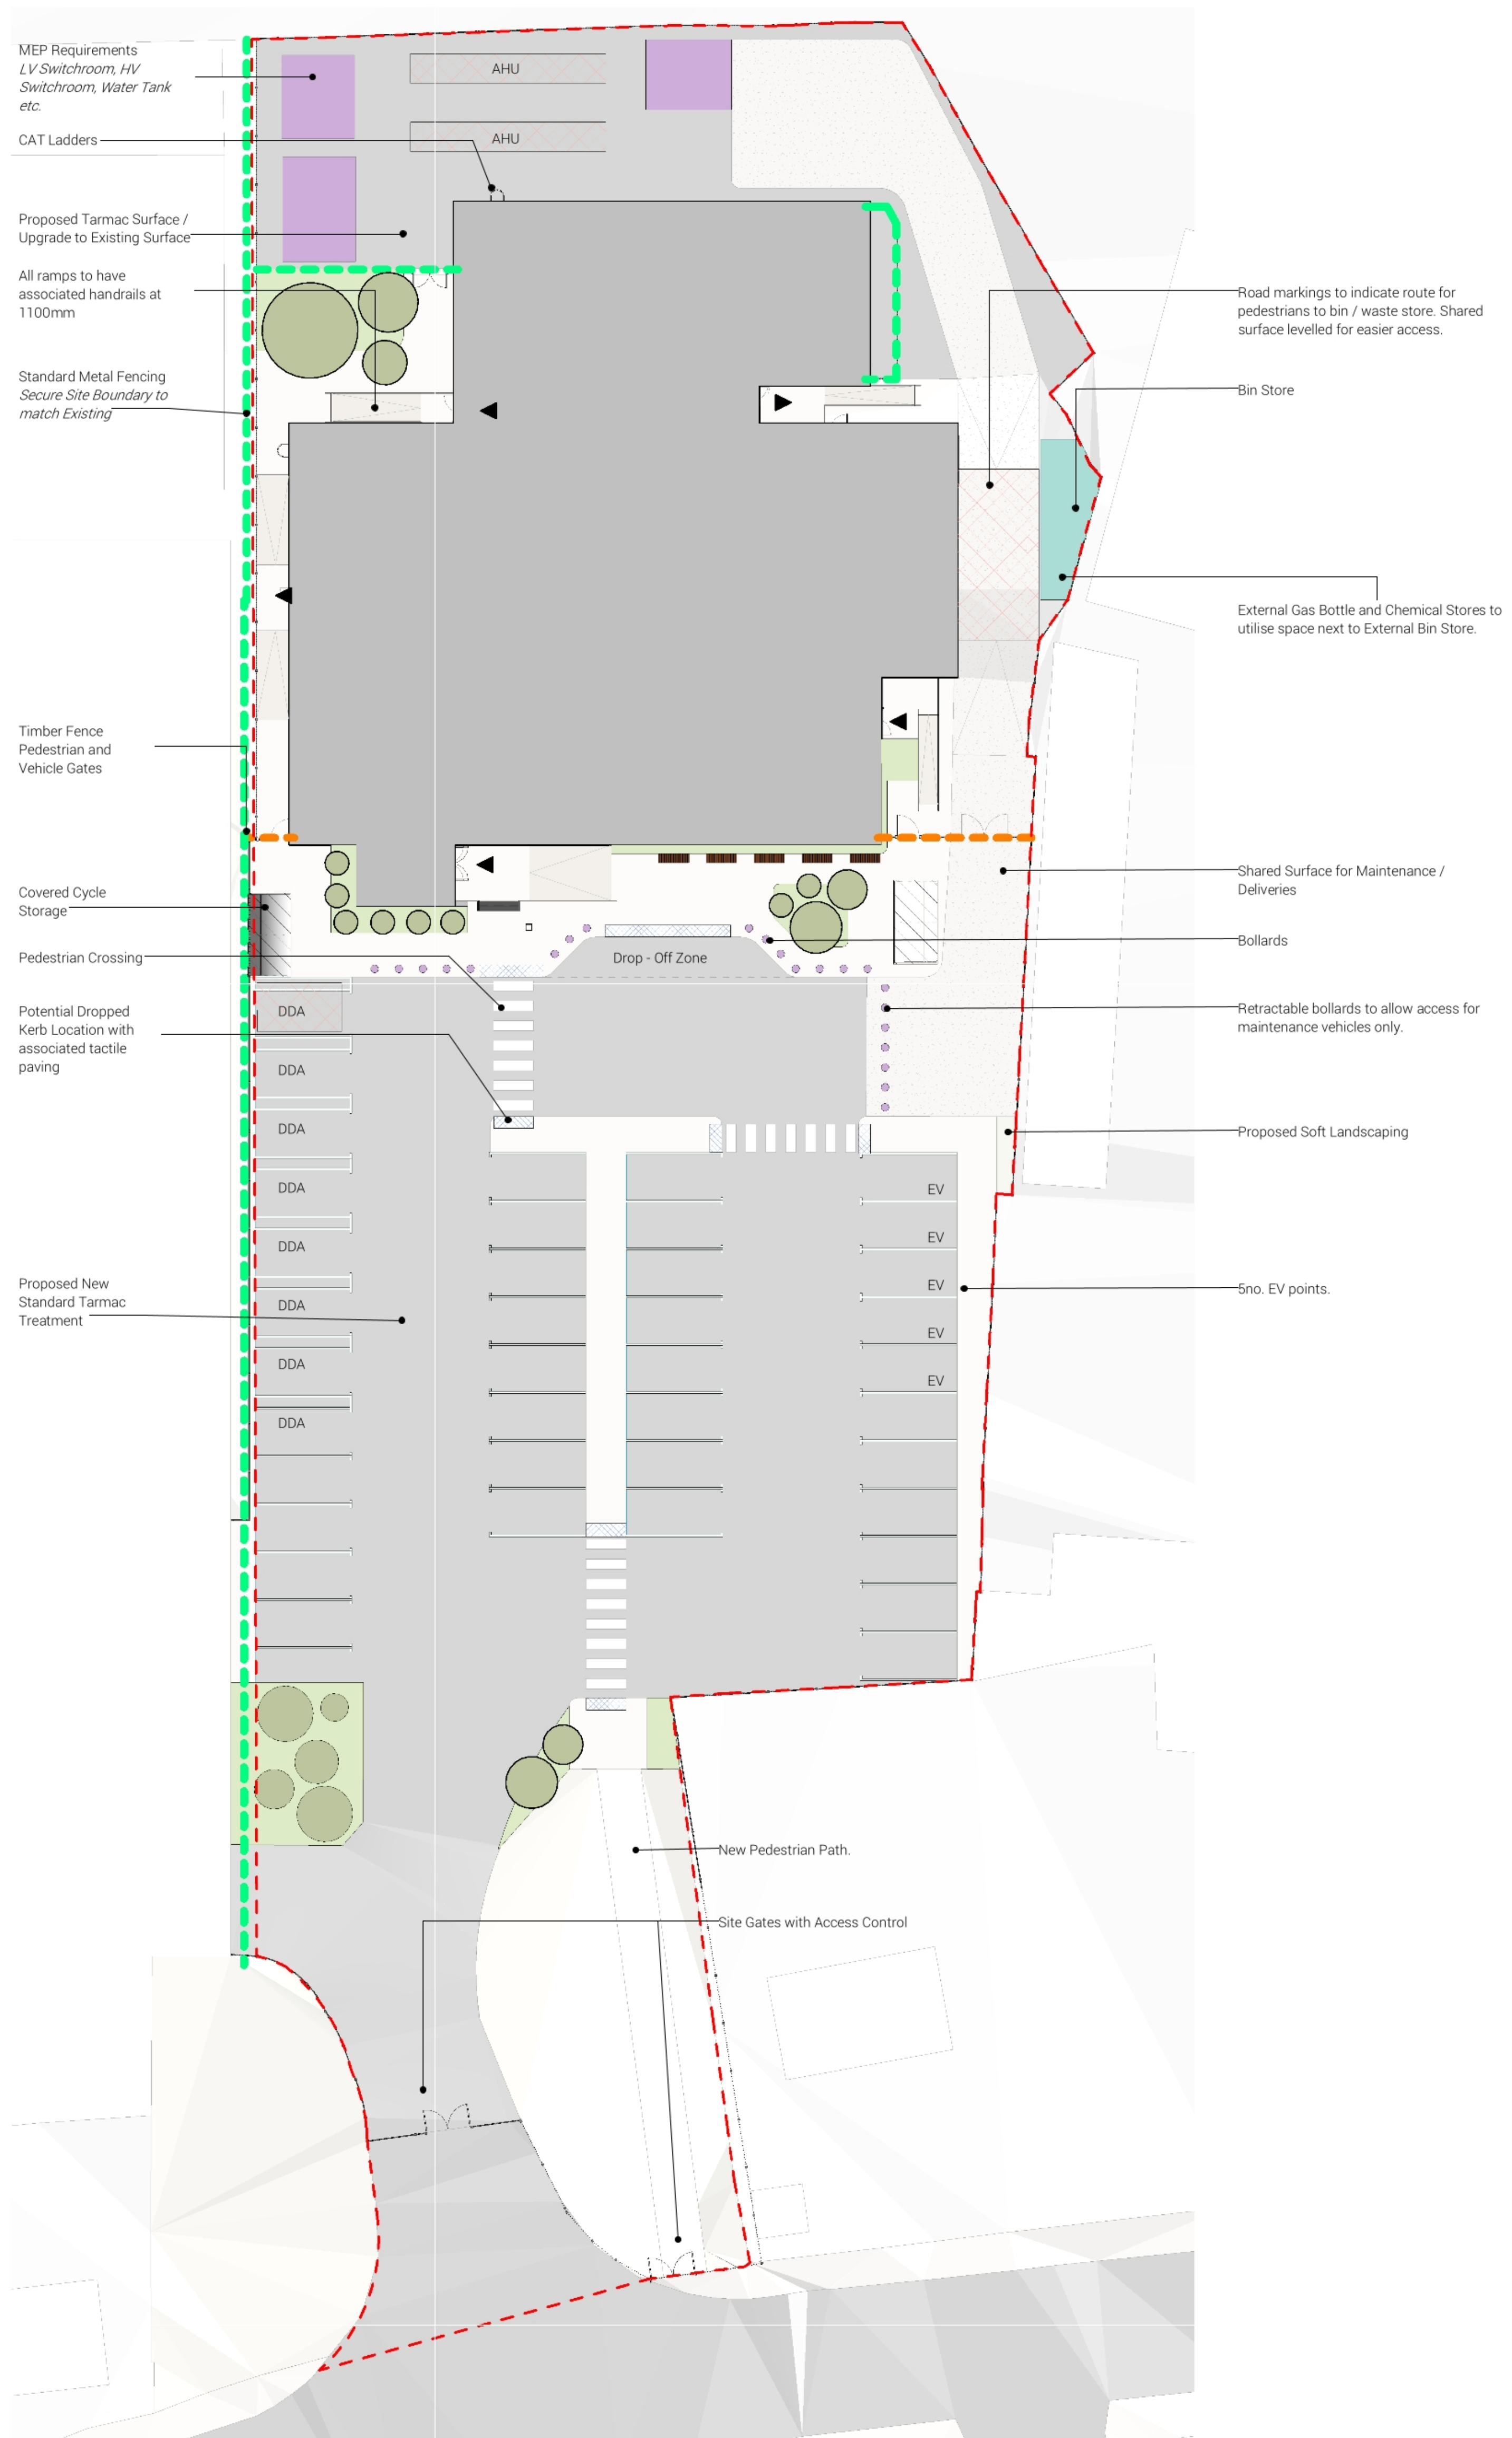 MEP Requirements
LV Switchroom, HV
Switchroom, Water Tank
etc.
AHU
CAT Ladders
AHU
Proposed Tarmac Surface /
Upgrade to Existing Surface
All ramps to have
associated handrails at
1100mm
Road markings to indicate route for
pedestrians to bin / waste store. Shared
surface levelled for easier access.
Standard Metal Fencing
Secure Site Boundary to
match Existing
Bin Store
External Gas Bottle and Chemical Stores to
utilise space next to External Bin Store.
Timber Fence
Pedestrian and
Vehicle Gates
Shared Surface for Maintenance /
Deliveries
Covered Cycle
Storage
Bollards
Pedestrian Crossing
Drop - Off Zone
Potential Dropped
Kerb Location with
associated tactile
paving
DDA
Retractable bollards to allow access for
maintenance vehicles only.
DDA
DDA
Proposed Soft Landscaping
DDA
EV
EV
DDA
EV
5no. EV points.
Proposed New
Standard Tarmac
Treatment
DDA
EV
DDA
EV
DDA
New Pedestrian Path.
Site Gates with Access Control